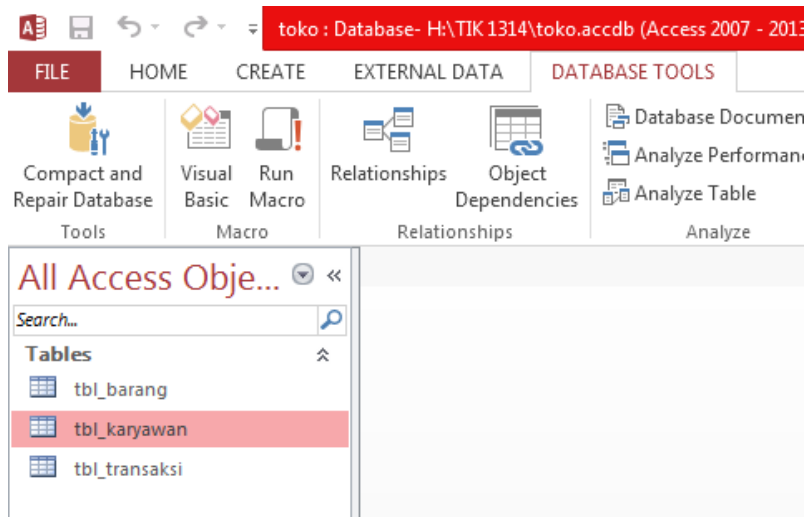 toko : Database- H:\TIK 1314\toko.accdb (Access 2007 - 2013
FILE HOME CREATE EXTERNAL DATA DATABASE TOOLS
Compact and Repair Database
Visual Basic
Run Macro
Relationships
Object Dependencies
Database Documen
Analyze Performanc
Analyze Table
Tools Macro Relationships Analyze
All Access Obje... «
Search...
Tables
tbl_barang
tbl_karyawan
tbl_transaksi